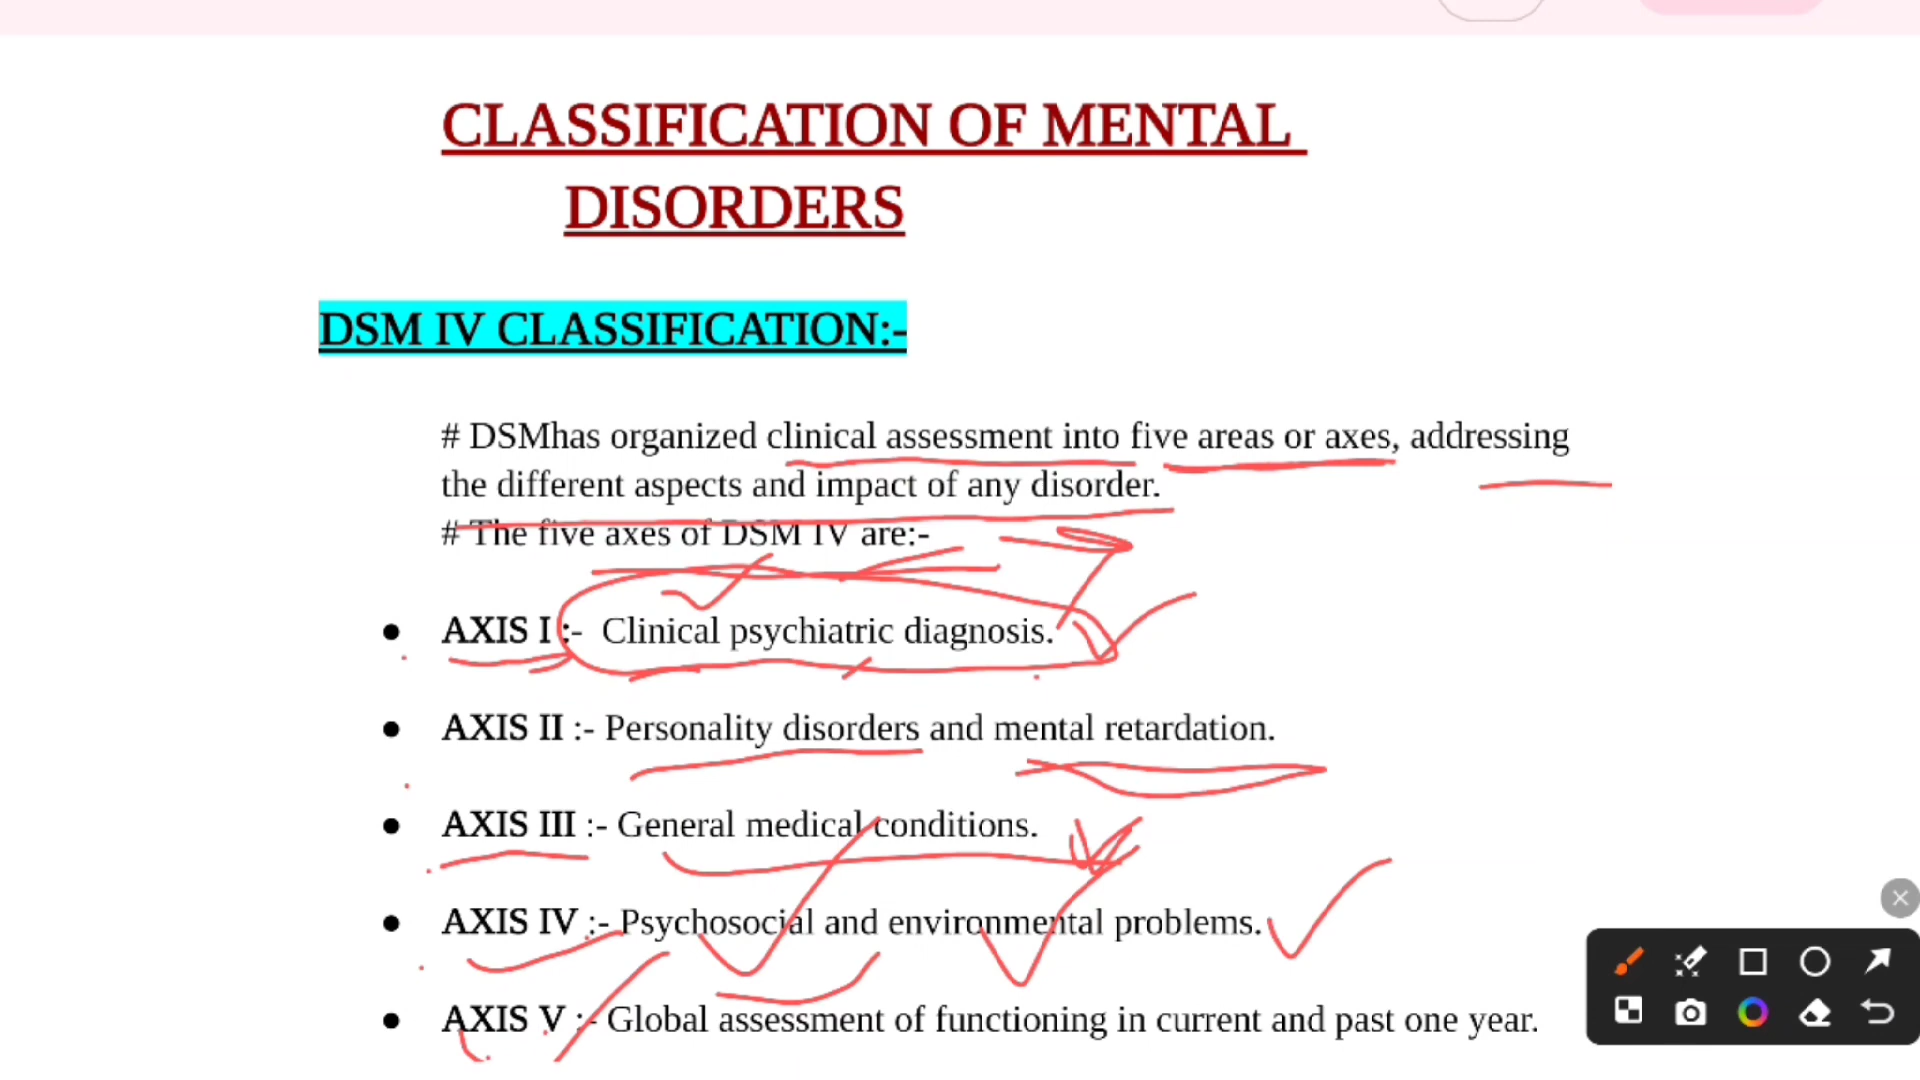 CLASSIFICATION OF MENTAL
DISORDERS
DSM IV CLASSIFICATION:-
# DSMhas organized clinical assessment into five areas or axes, addressing
the different aspects and impact of any disorder.
# The five axes of DSM IV are:-
● AXIS I :- Clinical psychiatric diagnosis.
● AXIS II :- Personality disorders and mental retardation.
● AXIS III :- General medical conditions.
● AXIS IV :- Psychosocial and environmental problems.
● AXIS V :- Global assessment of functioning in current and past one year.